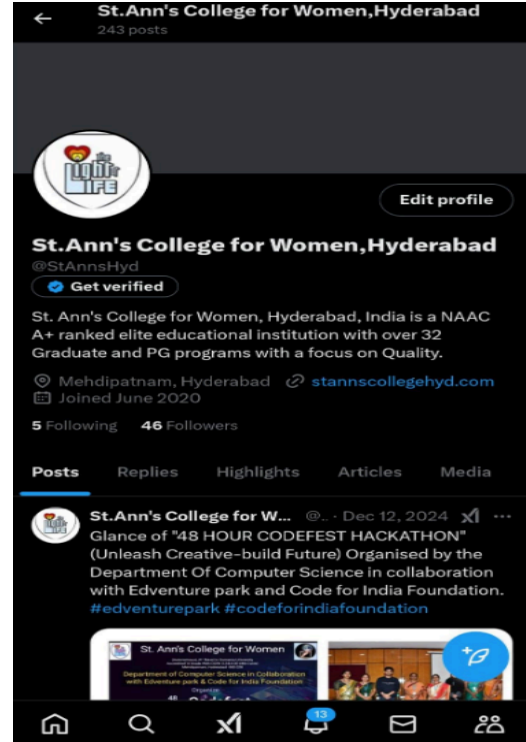 St.Ann's College for Women,Hyderabad
243 posts
the
Light of
LIFE
Edit profile
St.Ann's College for Women,Hyderabad
@StAnnsHyd
Get verified
St. Ann's College for Women, Hyderabad, India is a NAAC
A+ ranked elite educational institution with over 32
Graduate and PG programs with a focus on Quality.
Mehdipatnam, Hyderabad stannscollegehyd.com
Joined June 2020
5 Following 46 Followers
Posts Replies Highlights Articles Media
St.Ann's College for W... @.. · Dec 12, 2024
Glance of "48 HOUR CODEFEST HACKATHON"
(Unleash Creative-build Future) Organised by the
Department Of Computer Science in collaboration
with Edventure park and Code for India Foundation.
#edventurepark #codeforindiafoundation
St. Ann's College for Women
Department of Computer Science in Collaboration
with Edventure park & Code for India Foundation
Organize
48
13